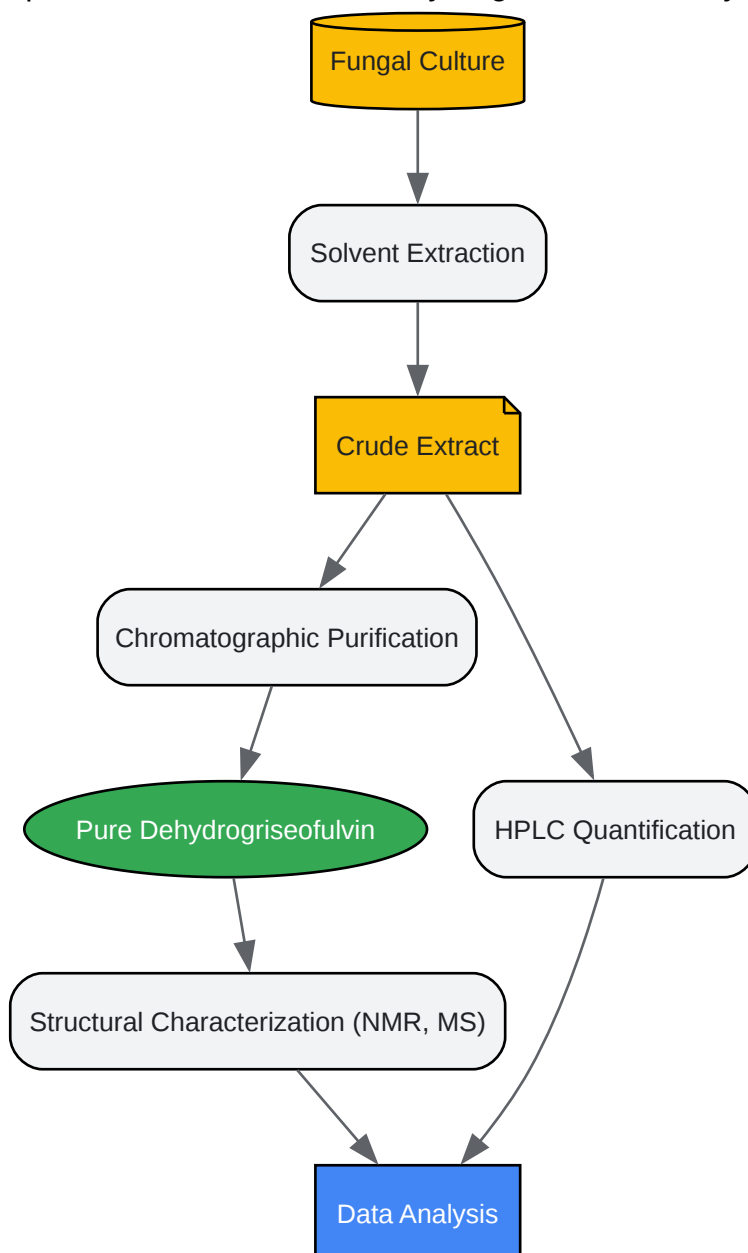 Fungal Culture
Solvent Extraction
Crude Extract
Chromatographic Purification
Pure Dehydrogriseofulvin
HPLC Quantification
Structural Characterization (NMR, MS)
Data Analysis